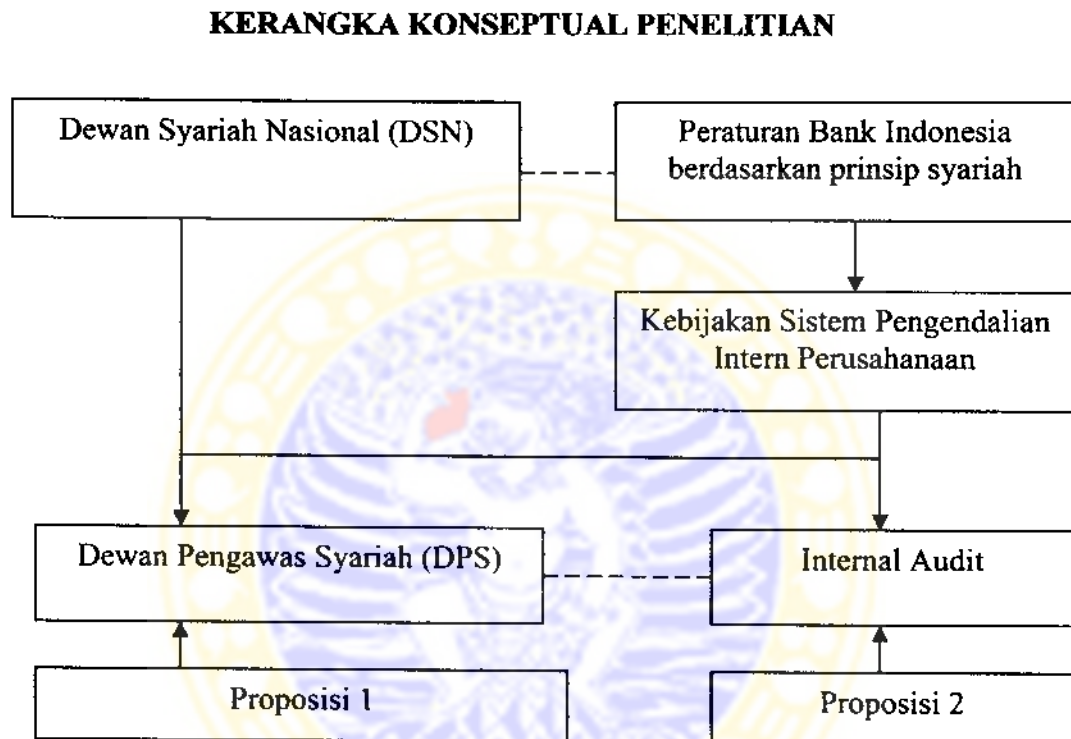 KERANGKA KONSEPTUAL PENELITIAN
Dewan Syariah Nasional (DSN)
Peraturan Bank Indonesia
berdasarkan prinsip syariah
Kebijakan Sistem Pengendalian
Intern Perusahanaan
Dewan Pengawas Syariah (DPS)
Internal Audit
Proposisi 1
Proposisi 2